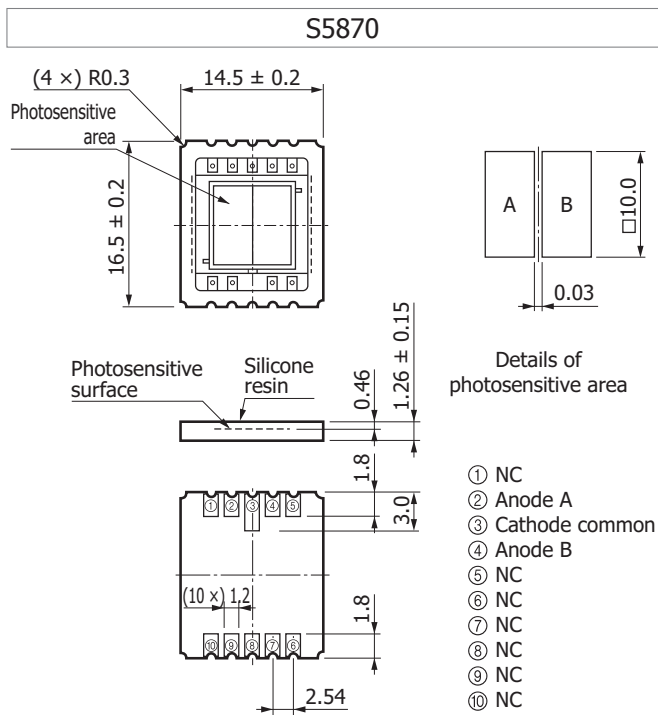 S5870
(4 ×) R0.3
14.5 ± 0.2
Photosensitive
area
16.5 ± 0.2
A
B
□10.0
0.03
Details of
photosensitive area
Photosensitive
surface
Silicone
resin
0.46
1.26 ± 0.15
1.8
3.0
① ② ③ ④ ⑤
(10 ×) 1.2
1.8
⑩ ⑨ ⑧ ⑦ ⑥
2.54
① NC
② Anode A
③ Cathode common
④ Anode B
⑤ NC
⑥ NC
⑦ NC
⑧ NC
⑨ NC
⑩ NC